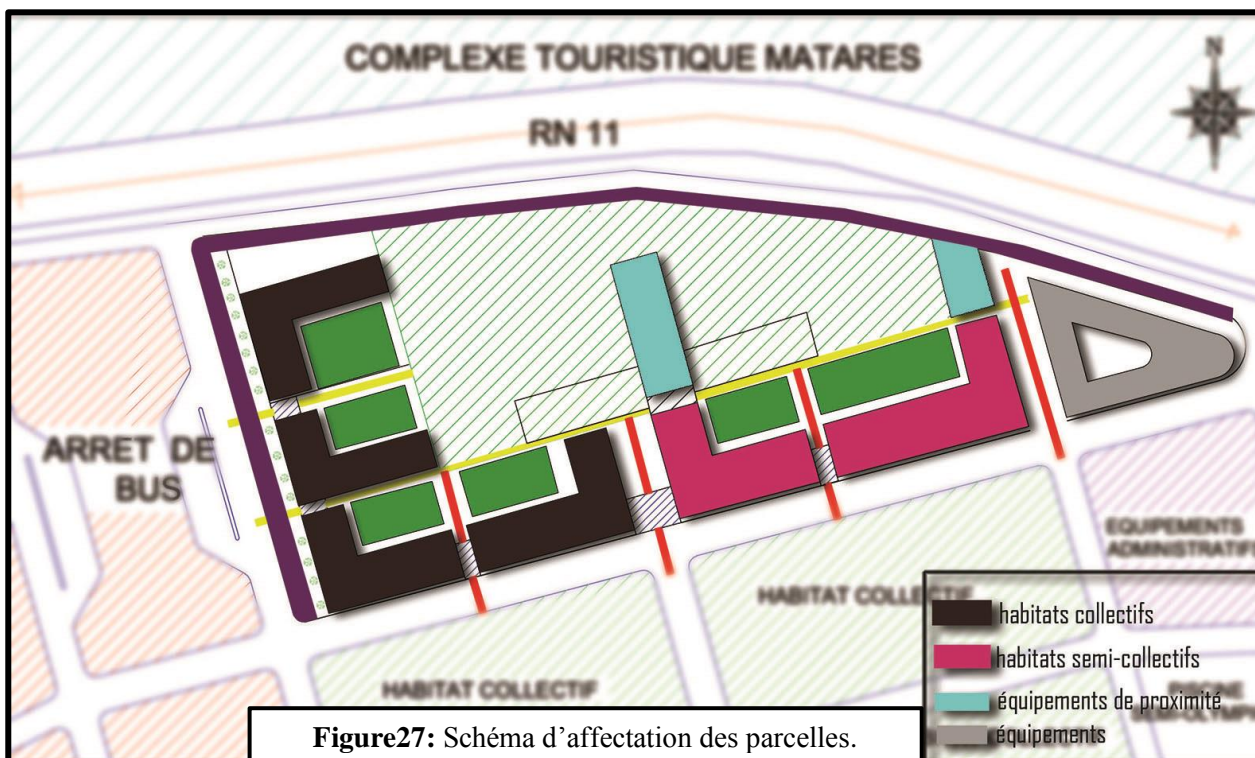 COMPLEXE TOURISTIQUE MATARES
N
RN 11
ARRET DE
BUS
EQUIPEMENTS
ADMINISTRATIF
HABITAT COLLECTIF
HABITAT COLLECTIF
habitats collectifs
habitats semi-collectifs
équipements de proximité
équipements
Figure27: Schéma d'affectation des parcelles.